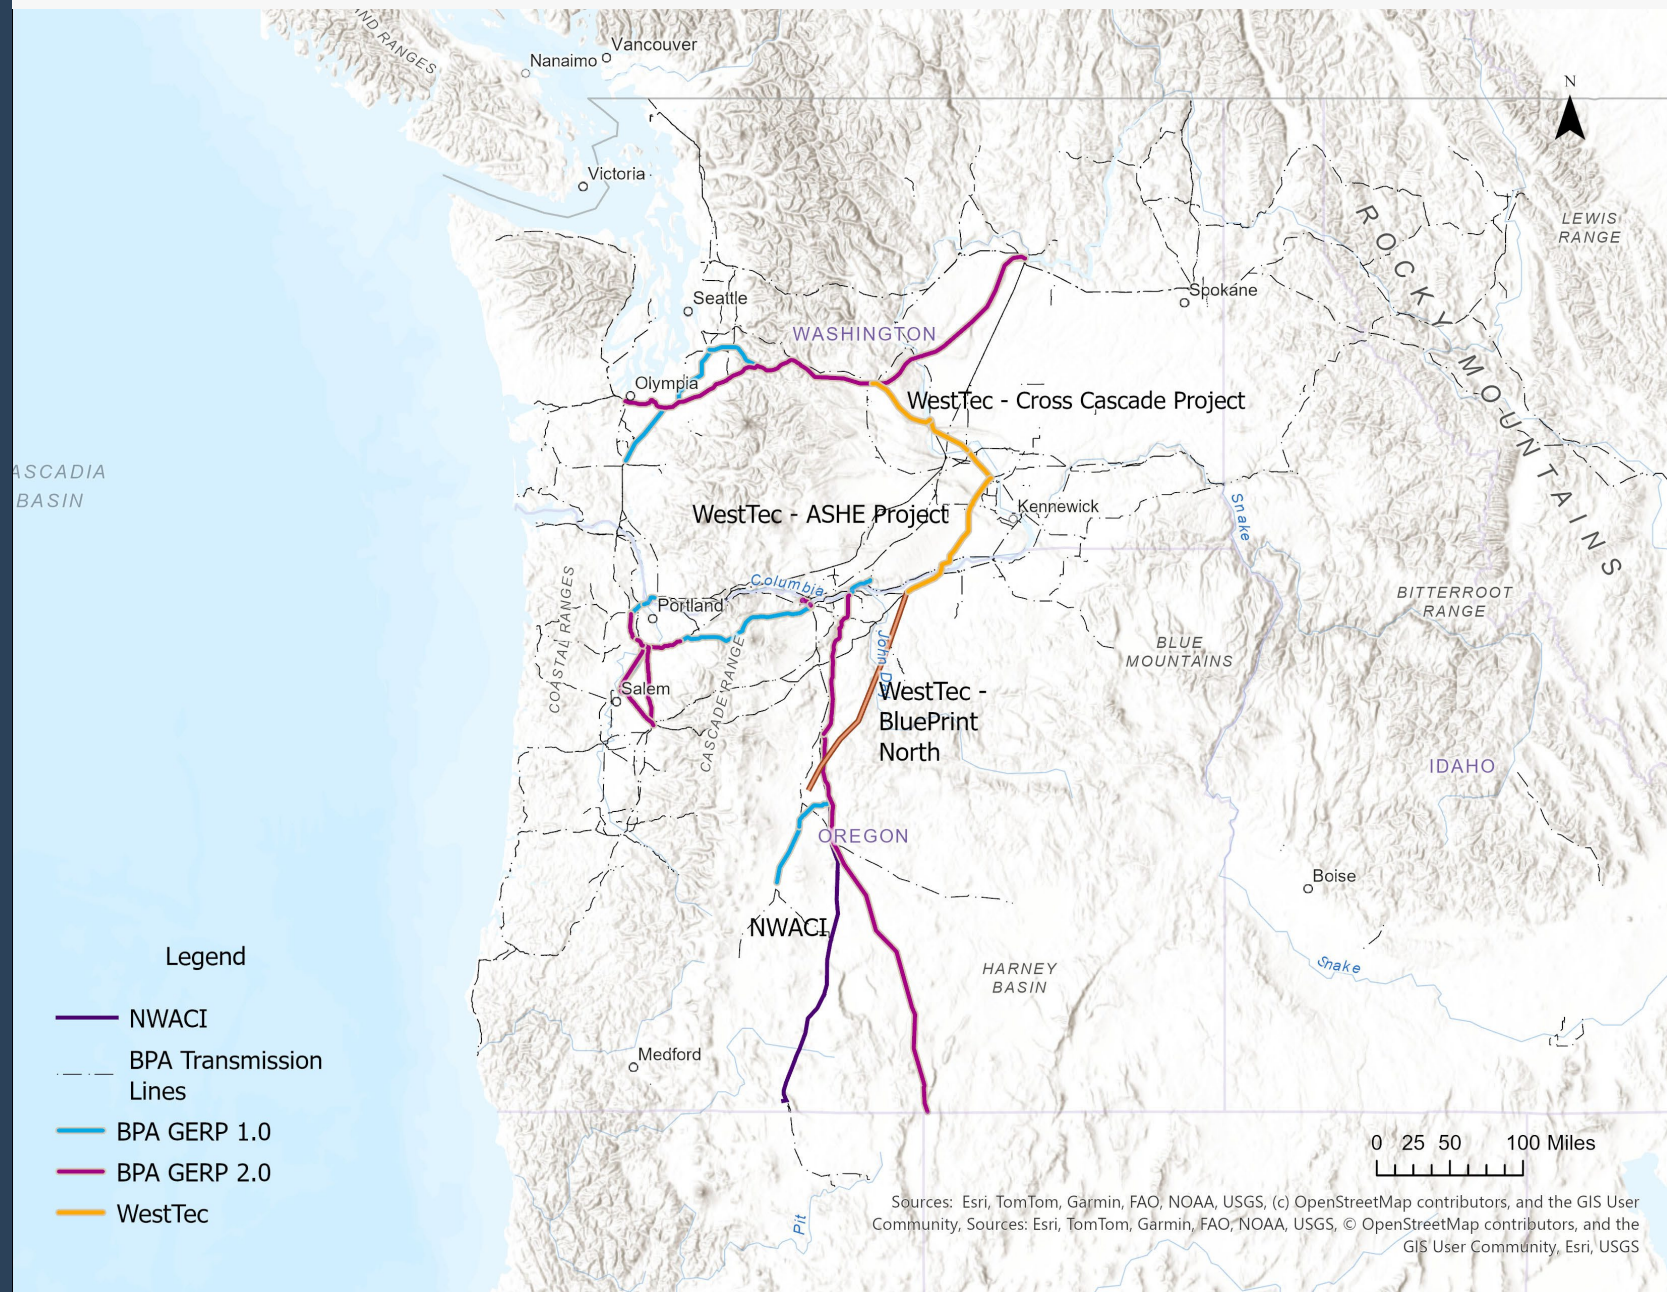 AND RANGES
Vancouver
Nanaimo
N
Victoria
LEWIS
RANGE
ROCKY MOUNTAINS
Seattle
Spokane
WASHINGTON
Olympia
WestTec - Cross Cascade Project
ASCADIA
BASIN
WestTec - ASHE Project
Kennewick
Snake
Columbia
COASTAL RANGES
Portland
BITTERROOT
RANGE
BLUE
MOUNTAINS
CASCADE RANGE
John D
Salem
WestTec -
BluePrint
North
IDAHO
OREGON
Boise
NWACI
HARNEY
BASIN
Snake
Medford
Pit
Legend
NWACI
BPA Transmission
Lines
BPA GERP 1.0
BPA GERP 2.0
WestTec
0 25 50 100 Miles
Sources: Esri, TomTom, Garmin, FAO, NOAA, USGS, (c) OpenStreetMap contributors, and the GIS User
Community, Sources: Esri, TomTom, Garmin, FAO, NOAA, USGS, © OpenStreetMap contributors, and the
GIS User Community, Esri, USGS